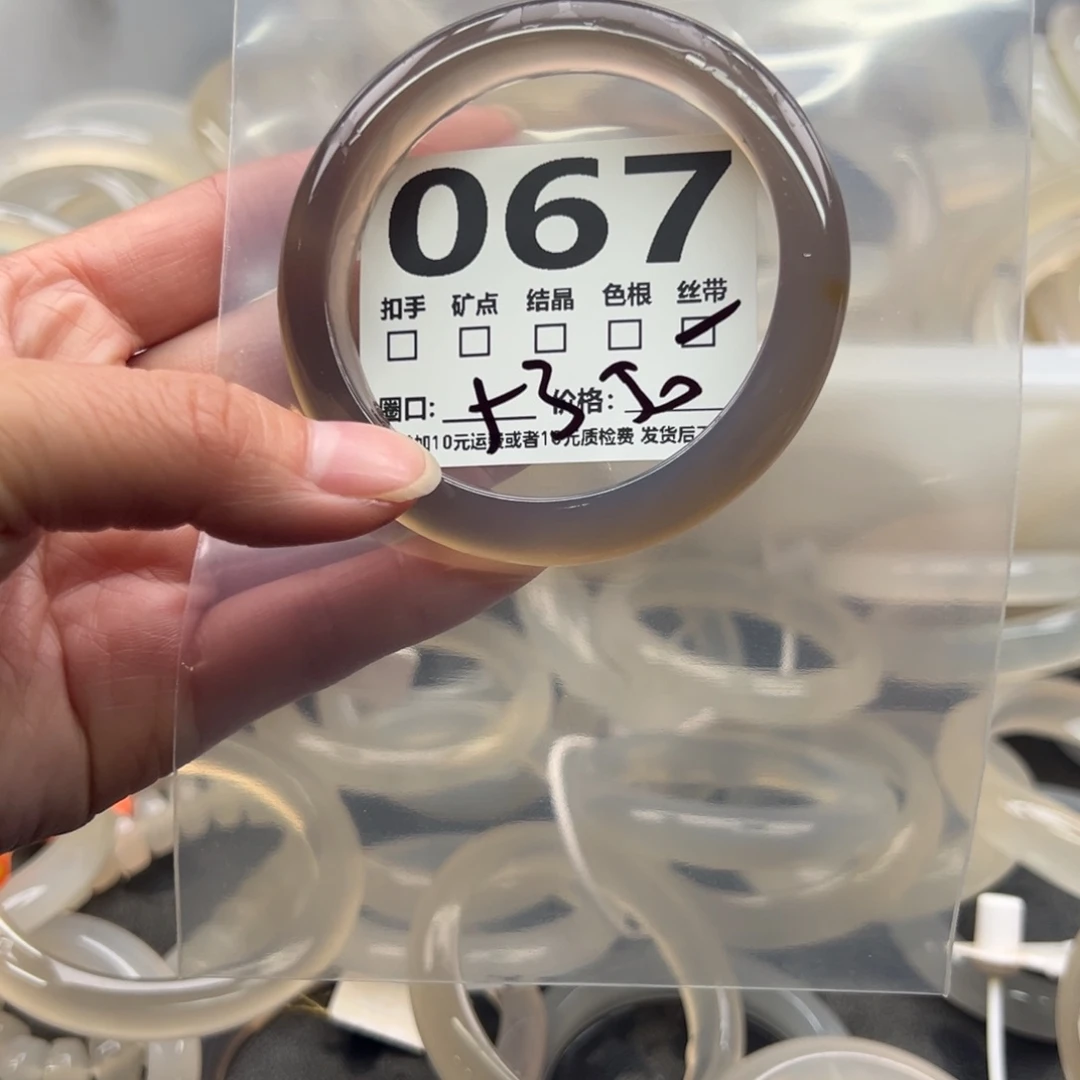 067
扣手 矿点 结晶 色根 丝带
圈口: 价格:
加10元运费或者10元质检费 发货后